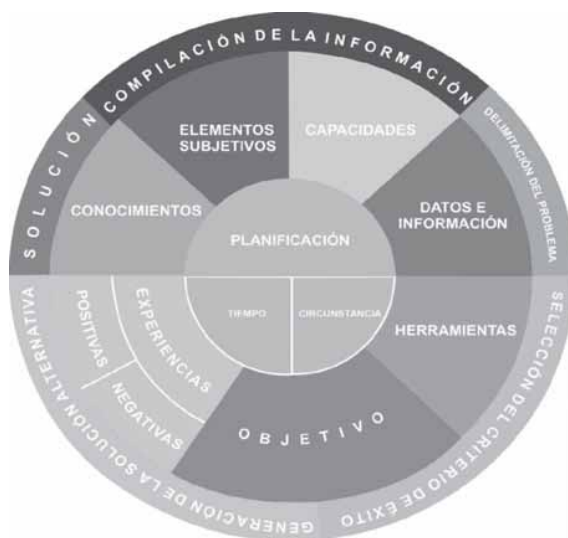 COMPILACIÓN DE LA INFORMACIÓN
DELIMITACIÓN DEL PROBLEMA
SELECCIÓN DEL CRITERIO DE ÉXITO
GENERACIÓN DE LA SOLUCIÓN ALTERNATIVA
SOLUCIÓN
ELEMENTOS
SUBJETIVOS
CAPACIDADES
CONOCIMIENTOS
DATOS E
INFORMACIÓN
PLANIFICACIÓN
TIEMPO
CIRCUNSTANCIA
HERRAMIENTAS
EXPERIENCIAS
POSITIVAS
NEGATIVAS
OBJETIVO